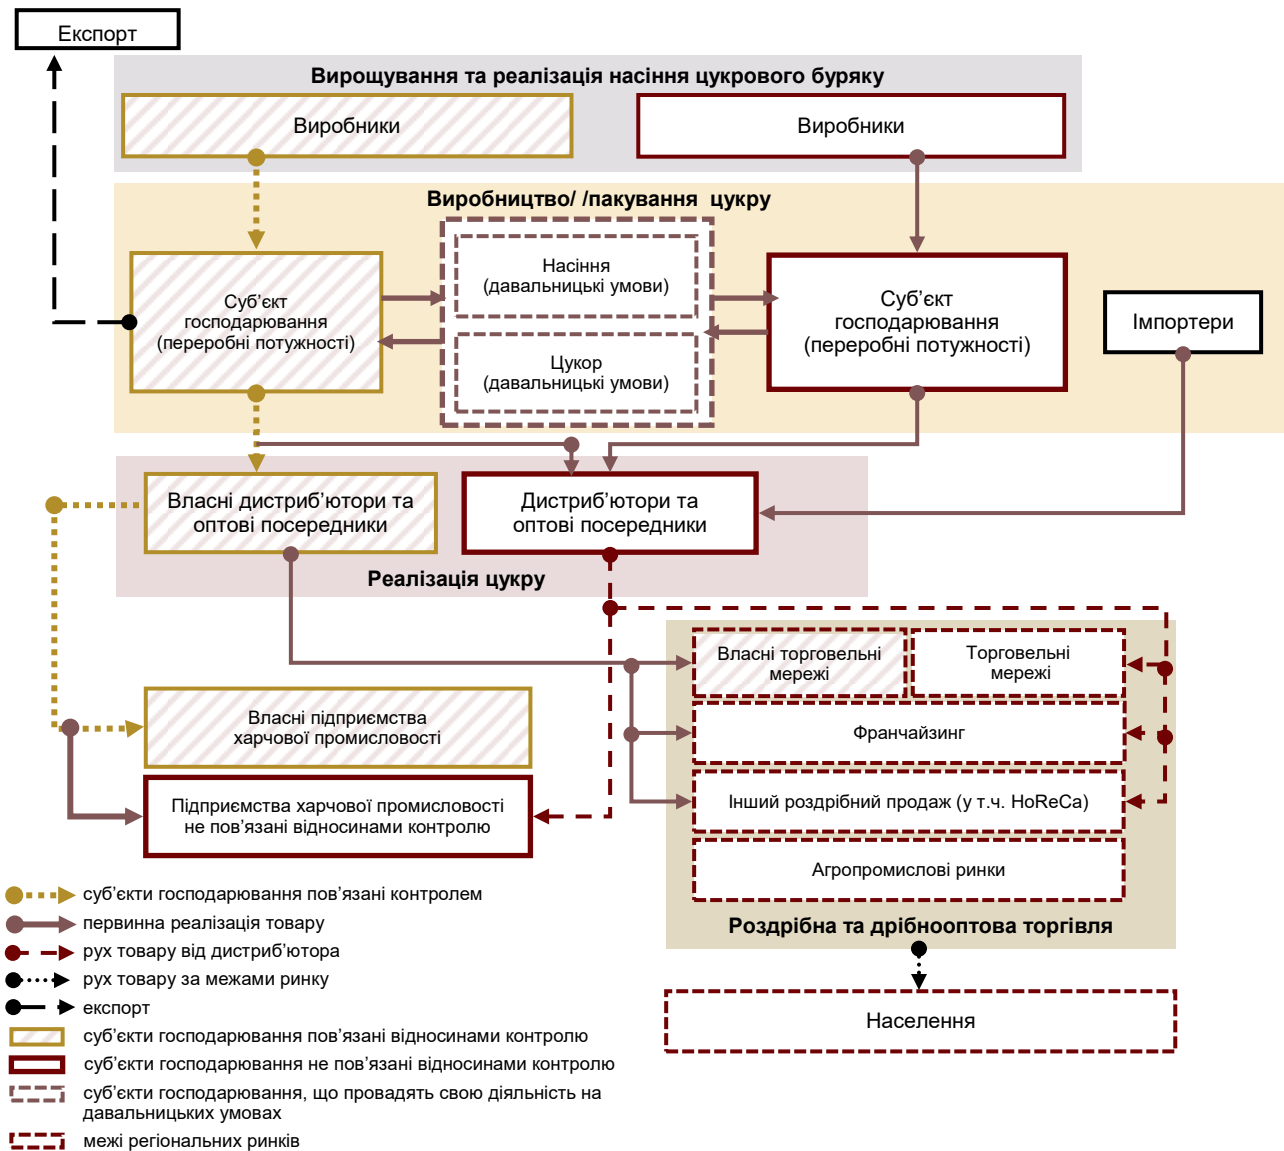 Експорт
Вирощування та реалізація насіння цукрового буряку
Виробники
Виробники
Виробництво/ /пакування цукру
Насіння
(давальницькі умови)
Суб’єкт
господарювання
(переробні потужності)
Суб’єкт
господарювання
(переробні потужності)
Імпортери
Цукор
(давальницькі умови)
Власні дистриб’ютори та
оптові посередники
Дистриб’ютори та
оптові посередники
Реалізація цукру
Власні торговельні
мережі
Торговельні
мережі
Власні підприємства
харчової промисловості
Франчайзинг
Підприємства харчової промисловості
не пов’язані відносинами контролю
Інший роздрібний продаж (у т.ч. HoReCa)
Агропромислові ринки
Роздрібна та дрібнооптова торгівля
Населення
суб’єкти господарювання пов’язані контролем
первинна реалізація товару
рух товару від дистриб’ютора
рух товару за межами ринку
експорт
суб’єкти господарювання пов’язані відносинами контролю
суб’єкти господарювання не пов’язані відносинами контролю
суб’єкти господарювання, що провадять свою діяльність на
давальницьких умовах
межі регіональних ринків